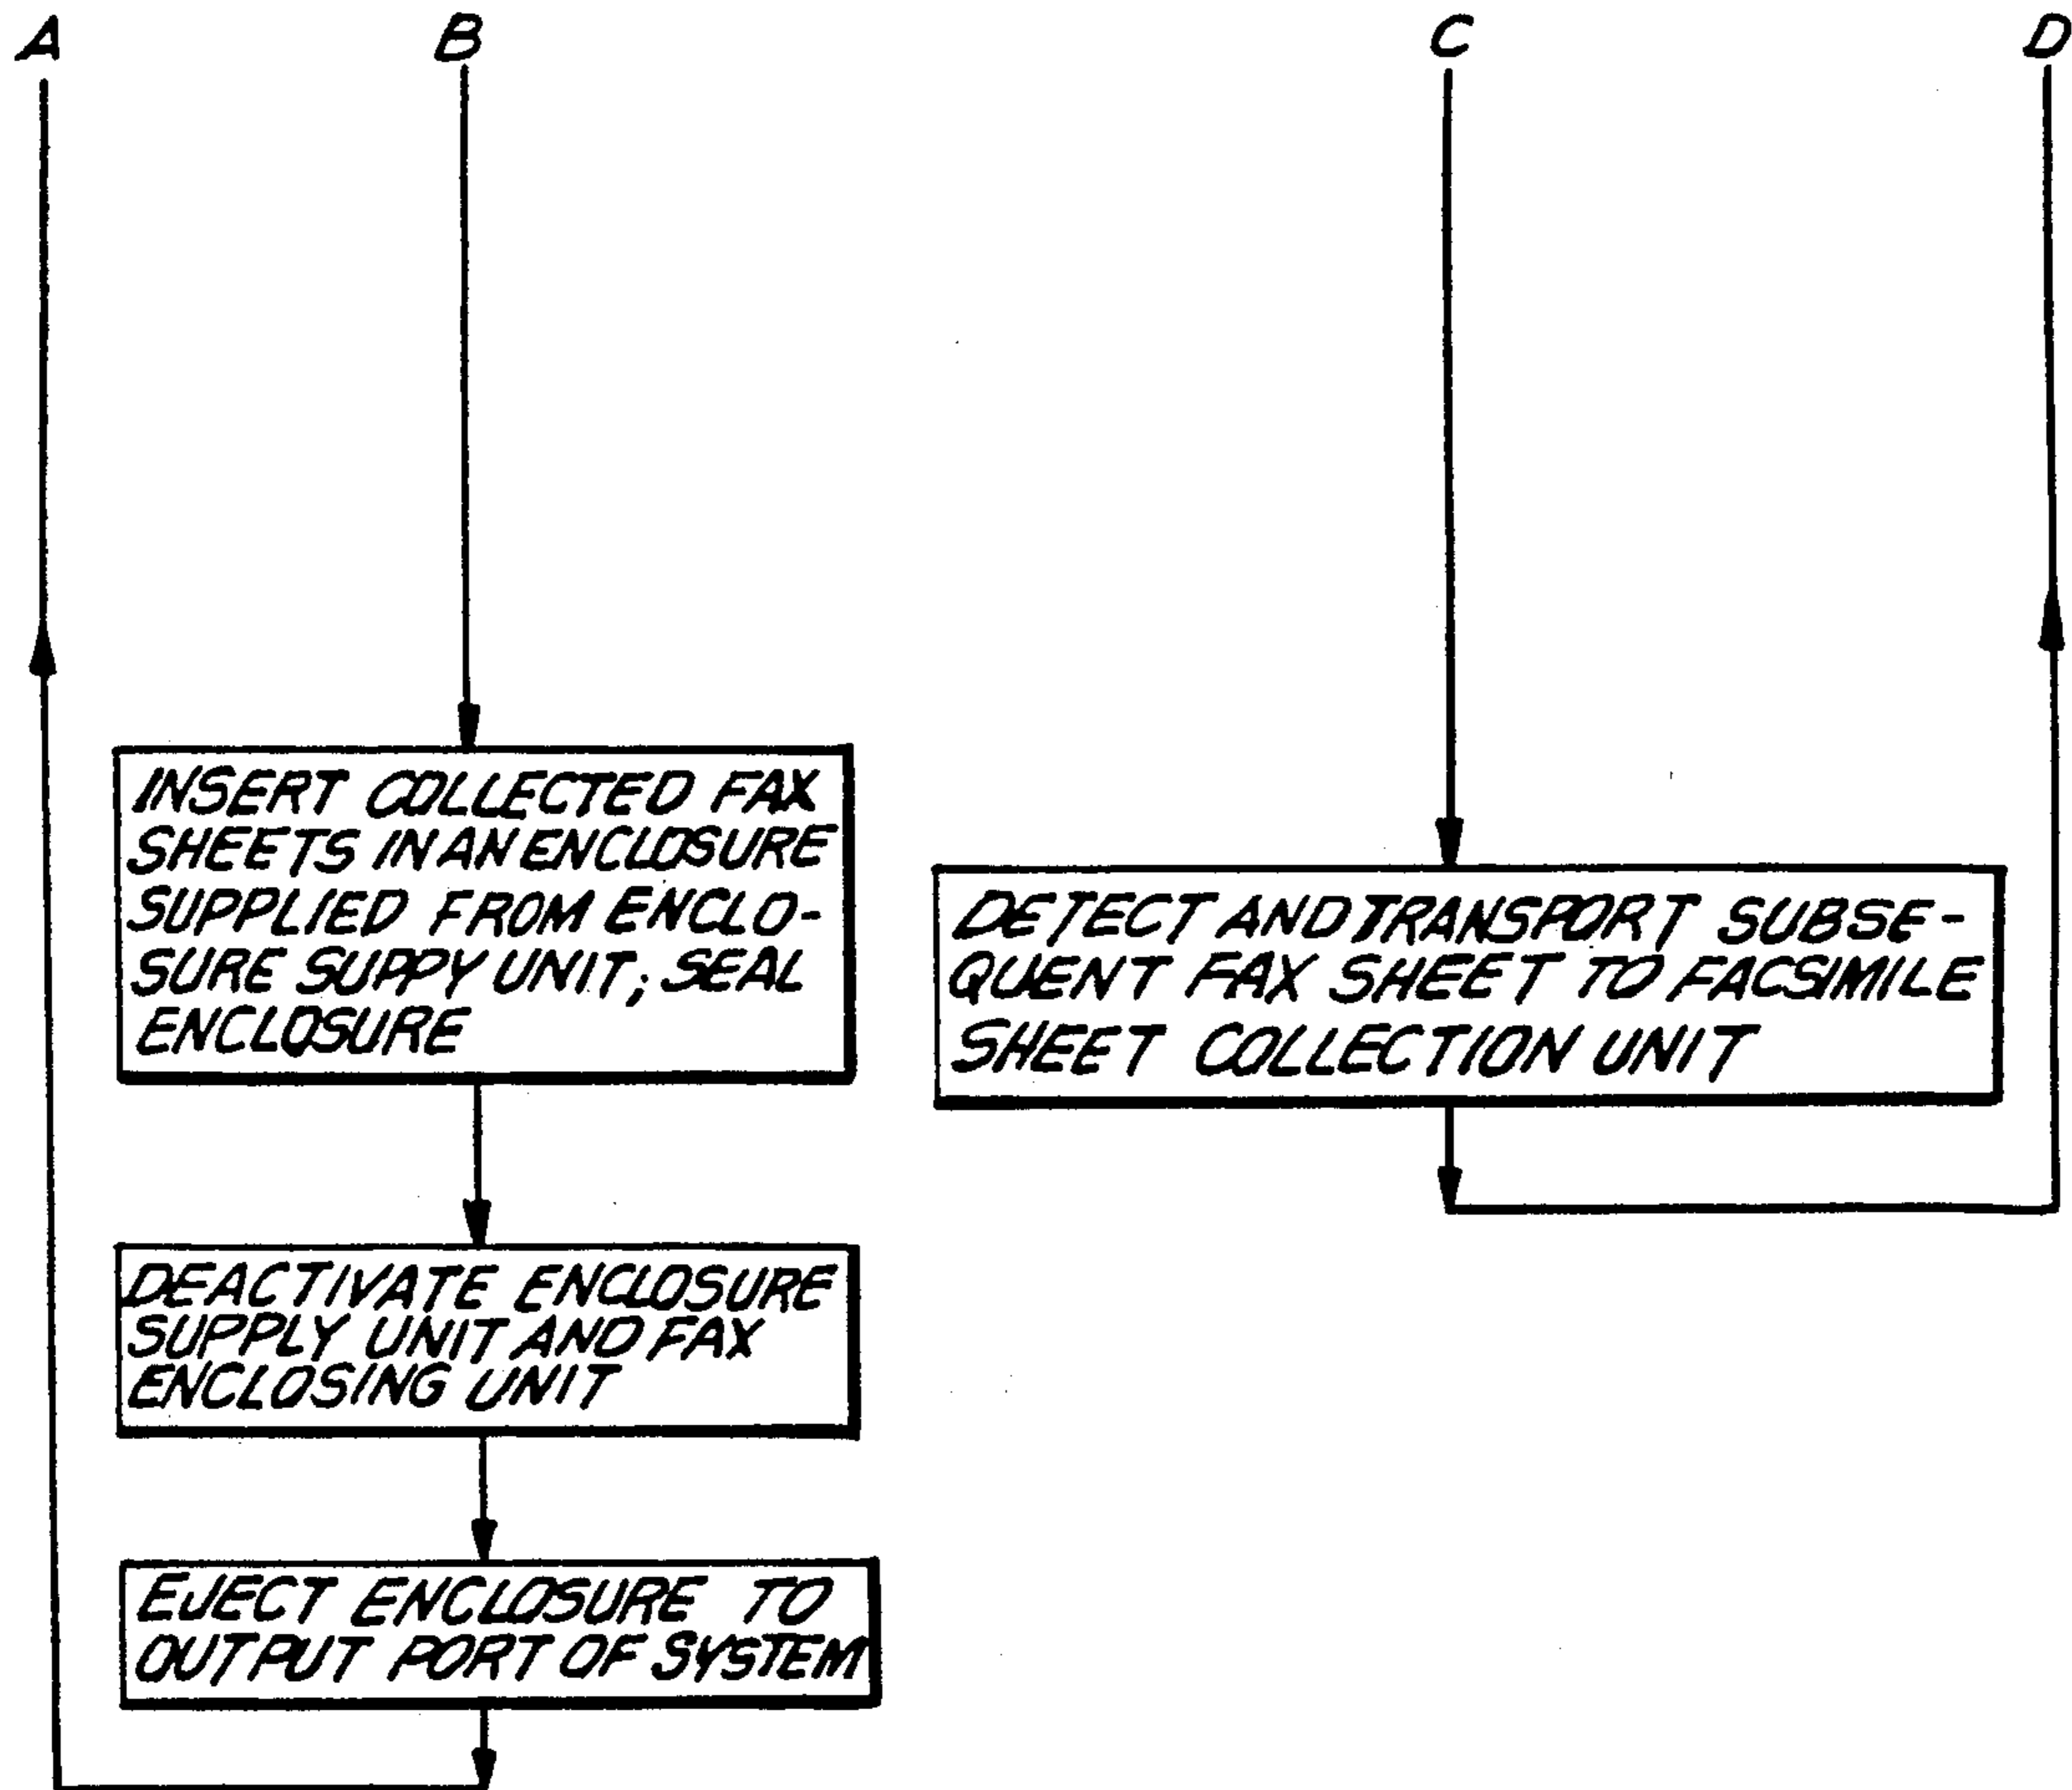 A
B
C
D
INSERT COLLECTED FAX
SHEETS IN AN ENCLOSURE
SUPPLIED FROM ENCLO-
SURE SUPPY UNIT; SEAL
ENCLOSURE
DETECT AND TRANSPORT SUBSE-
QUENT FAX SHEET TO FACSIMILE
SHEET COLLECTION UNIT
DEACTIVATE ENCLOSURE
SUPPLY UNIT AND FAX
ENCLOSING UNIT
EJECT ENCLOSURE TO
OUTPUT PORT OF SYSTEM